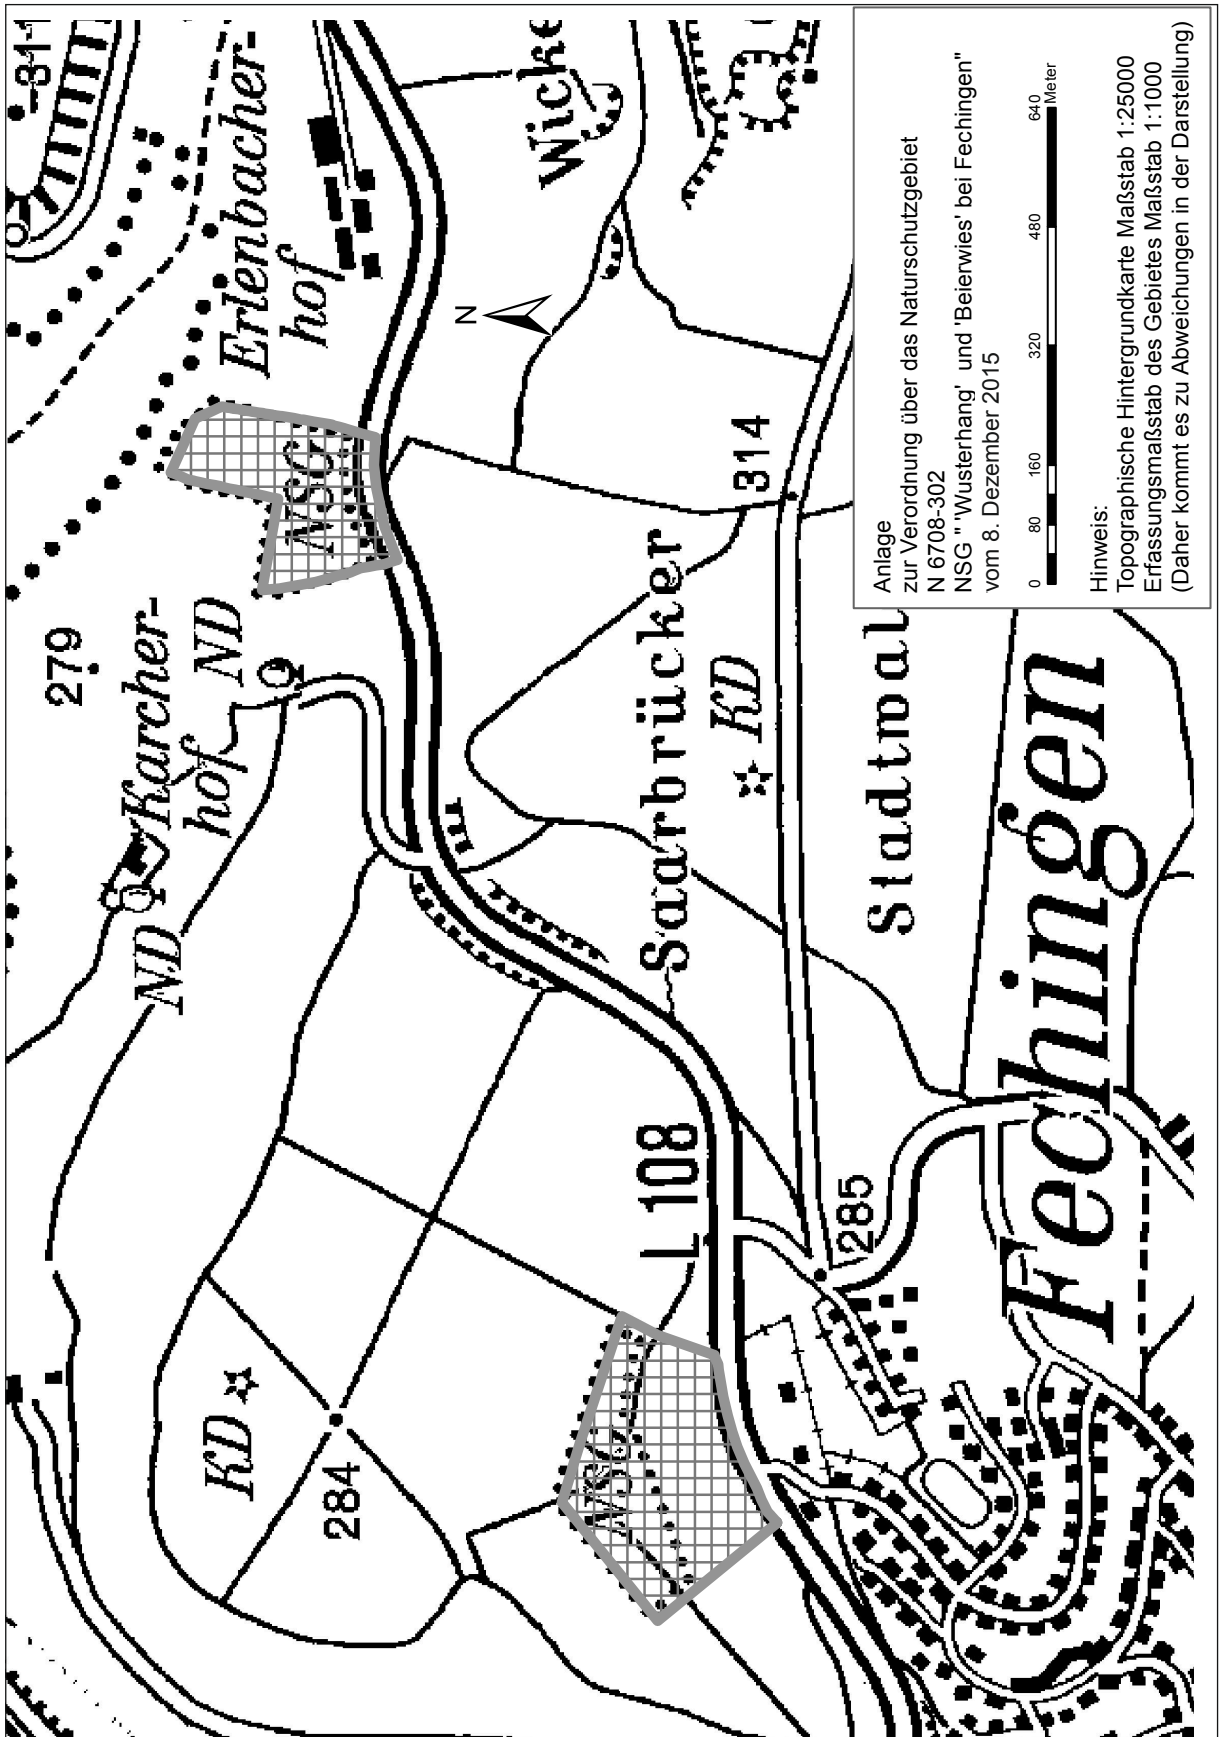 311
Erlenbacher-
hof
Wicke
279
Karcher-
hof
ND
ND
NSG
N
314
Saarbrücker
KD
Stadtwal
Fechingen
L 108
285
KD
284
NSG
Anlage
zur Verordnung über das Naturschutzgebiet
N 6708-302
NSG " 'Wusterhang' und 'Beierwies' bei Fechingen"
vom 8. Dezember 2015
0 80 160 320 480 640
Meter
Hinweis:
Topographische Hintergrundkarte Maßstab 1:25000
Erfassungsmaßstab des Gebietes Maßstab 1:1000
(Daher kommt es zu Abweichungen in der Darstellung)